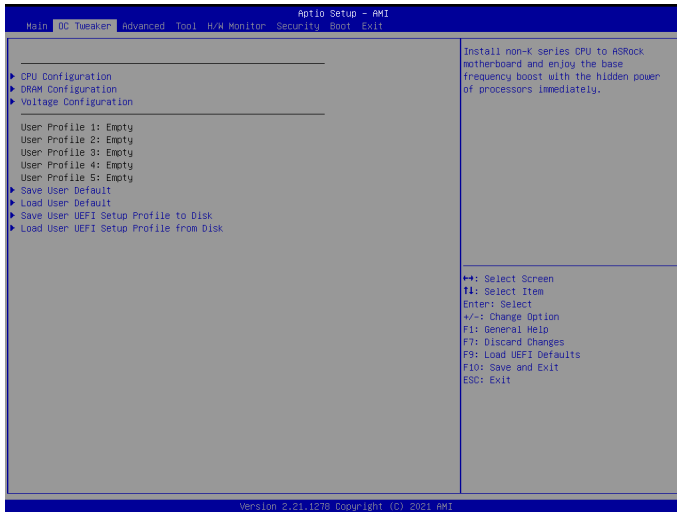 Aptio Setup - AMI
Main OC Tweaker Advanced Tool H/W Monitor Security Boot Exit
CPU Configuration
DRAM Configuration
Voltage Configuration
User Profile 1: Empty
User Profile 2: Empty
User Profile 3: Empty
User Profile 4: Empty
User Profile 5: Empty
Save User Default
Load User Default
Save User UEFI Setup Profile to Disk
Load User UEFI Setup Profile from Disk
Install non-K series CPU to ASRock
motherboard and enjoy the base
frequency boost with the hidden power
of processors immediately.
↔: Select Screen
↑↓: Select Item
Enter: Select
+/-: Change Option
F1: General Help
F7: Discard Changes
F9: Load UEFI Defaults
F10: Save and Exit
ESC: Exit
Version 2.21.1278 Copyright (C) 2021 AMI